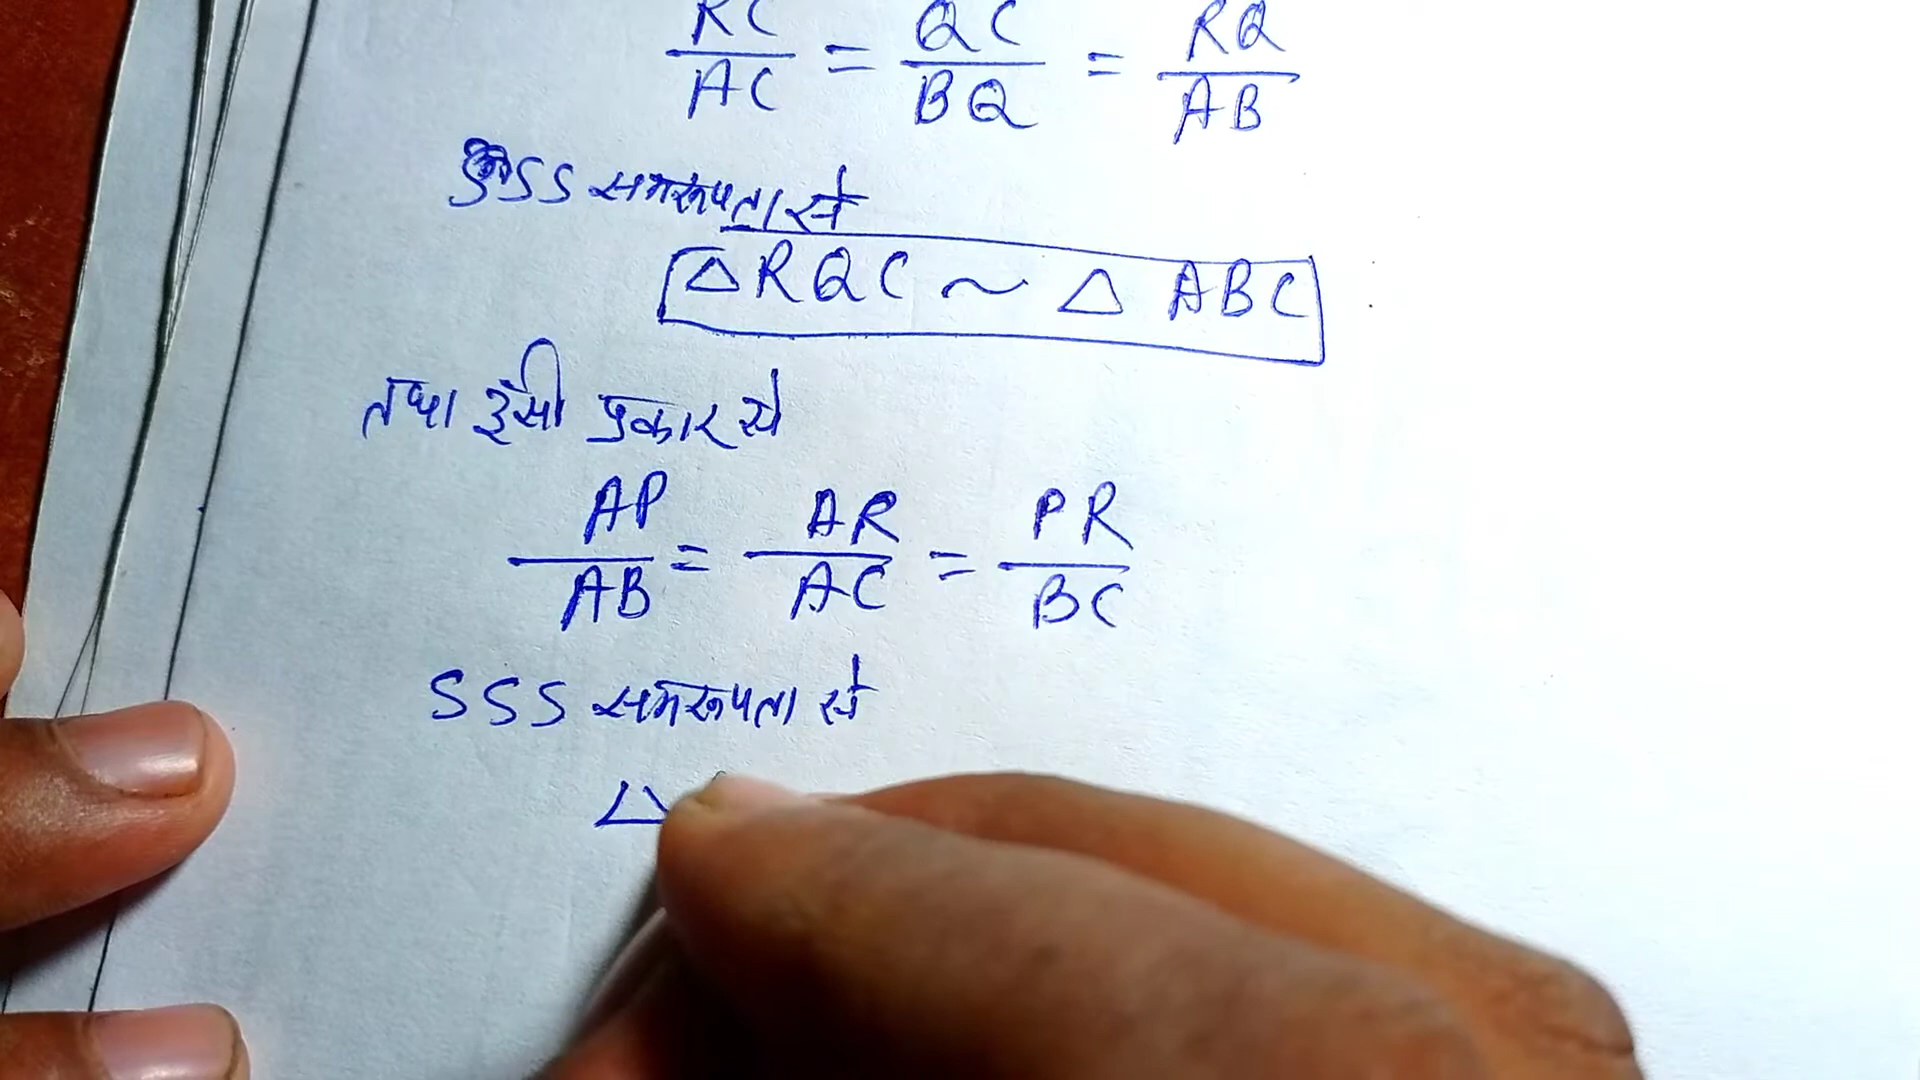 RC/AC = QC/BQ = RQ/AB
SSS समरूपता से
△RQC ~ △ ABC
तथा इसी प्रकार से
AP/AB = AR/AC = PR/BC
SSS समरूपता से
△